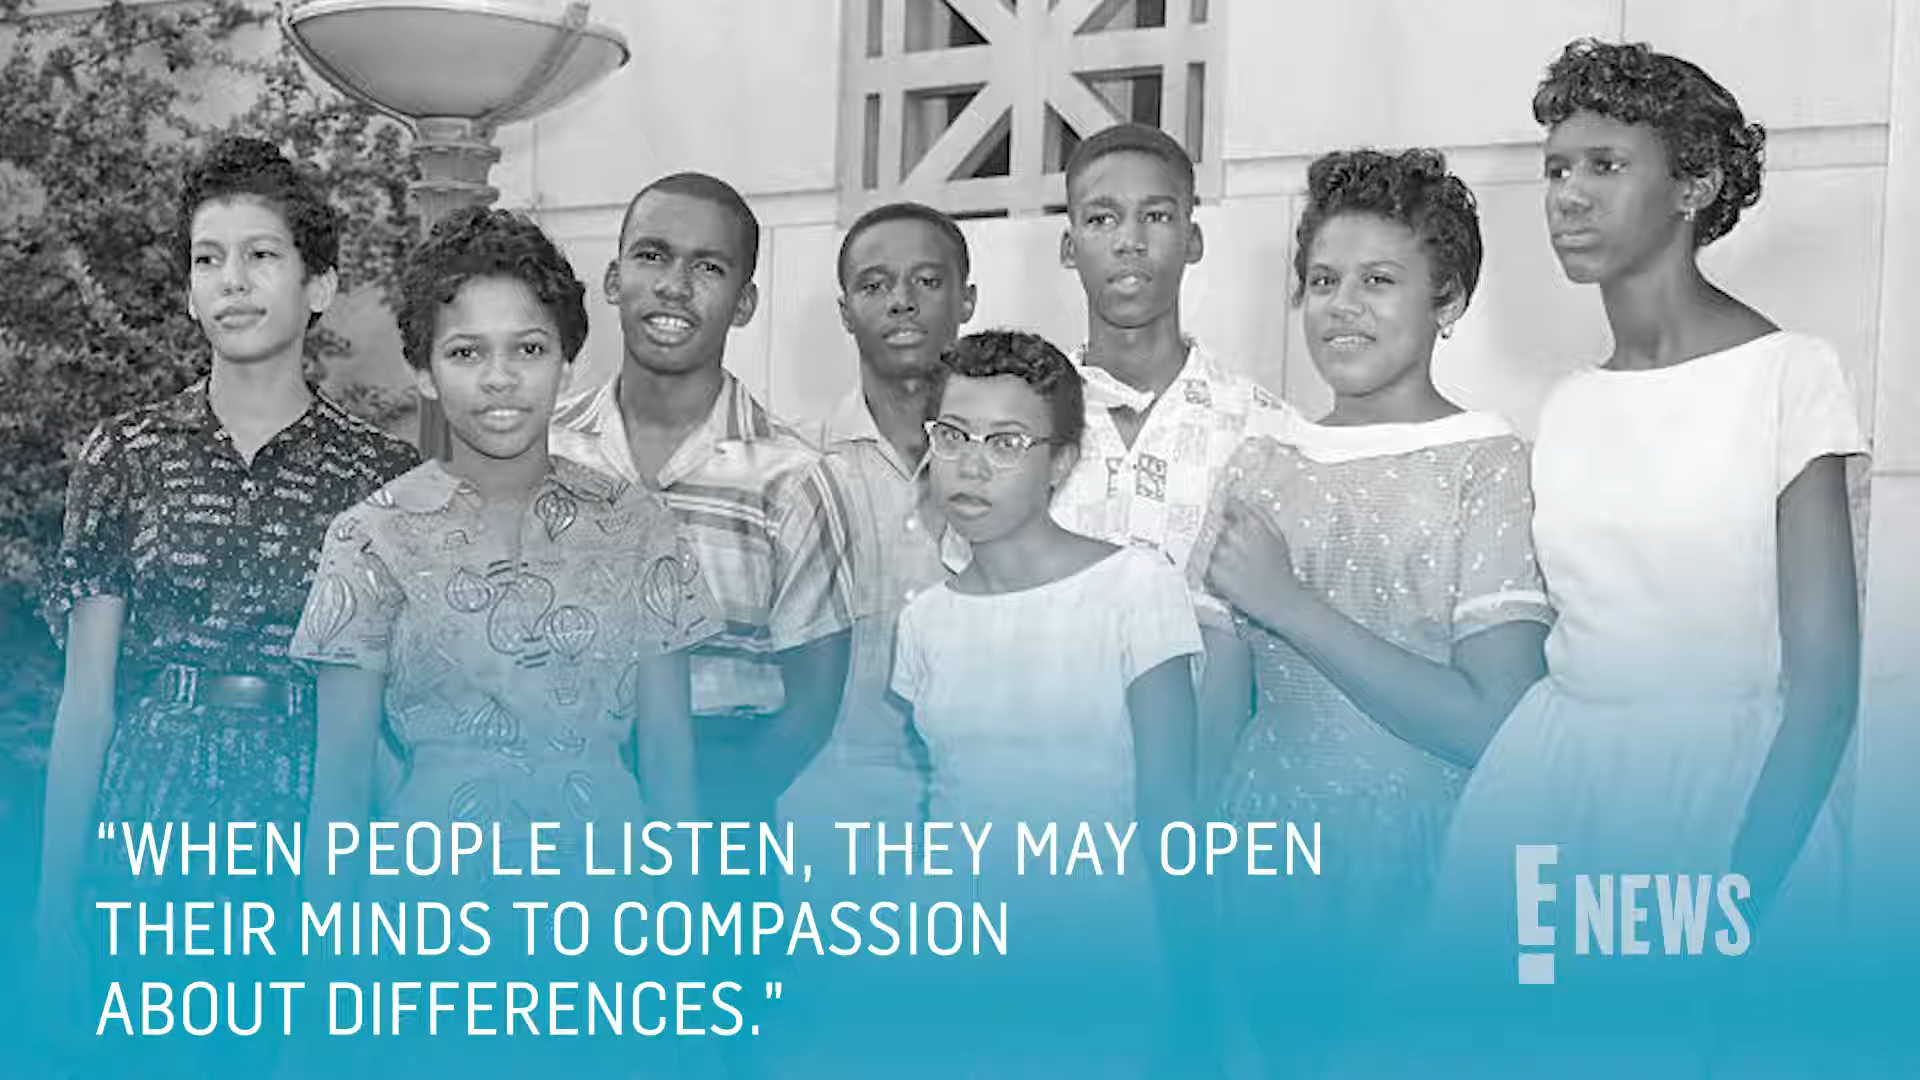 “WHEN PEOPLE LISTEN, THEY MAY OPEN
THEIR MINDS TO COMPASSION
ABOUT DIFFERENCES.”
E! NEWS